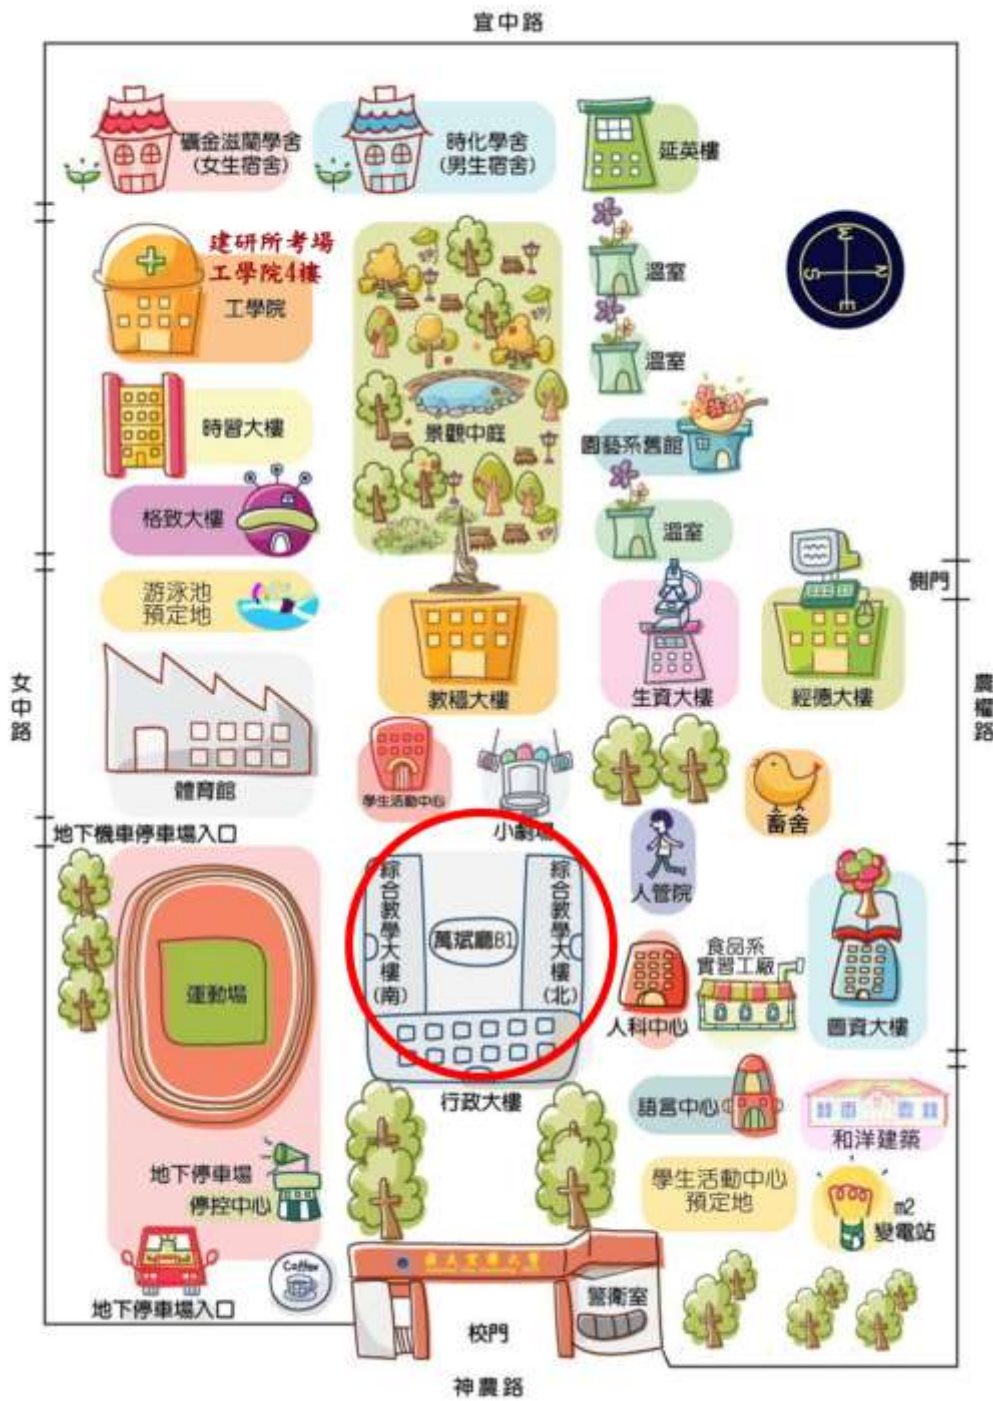 宜中路
礦金滋蘭學舍
(女生宿舍)
時化學舍
(男生宿舍)
延英樓
建研所考場
工學院4樓
工學院
溫室
W
S
N
E
溫室
時習大樓
景觀中庭
園藝系舊館
格致大樓
溫室
側門
游泳池
預定地
教穡大樓
生資大樓
經德大樓
女中路
農權路
體育館
學生活動中心
小劇場
畜舍
地下機車停車場入口
人管院
綜合教學大樓(南)
萬斌廳B1
綜合教學大樓(北)
食品系
實習工廠
運動場
人科中心
圖資大樓
行政大樓
語言中心
和洋建築
地下停車場
停控中心
學生活動中心
預定地
m2
變電站
Coffee
國立宜蘭大學
警衛室
地下停車場入口
校門
神農路